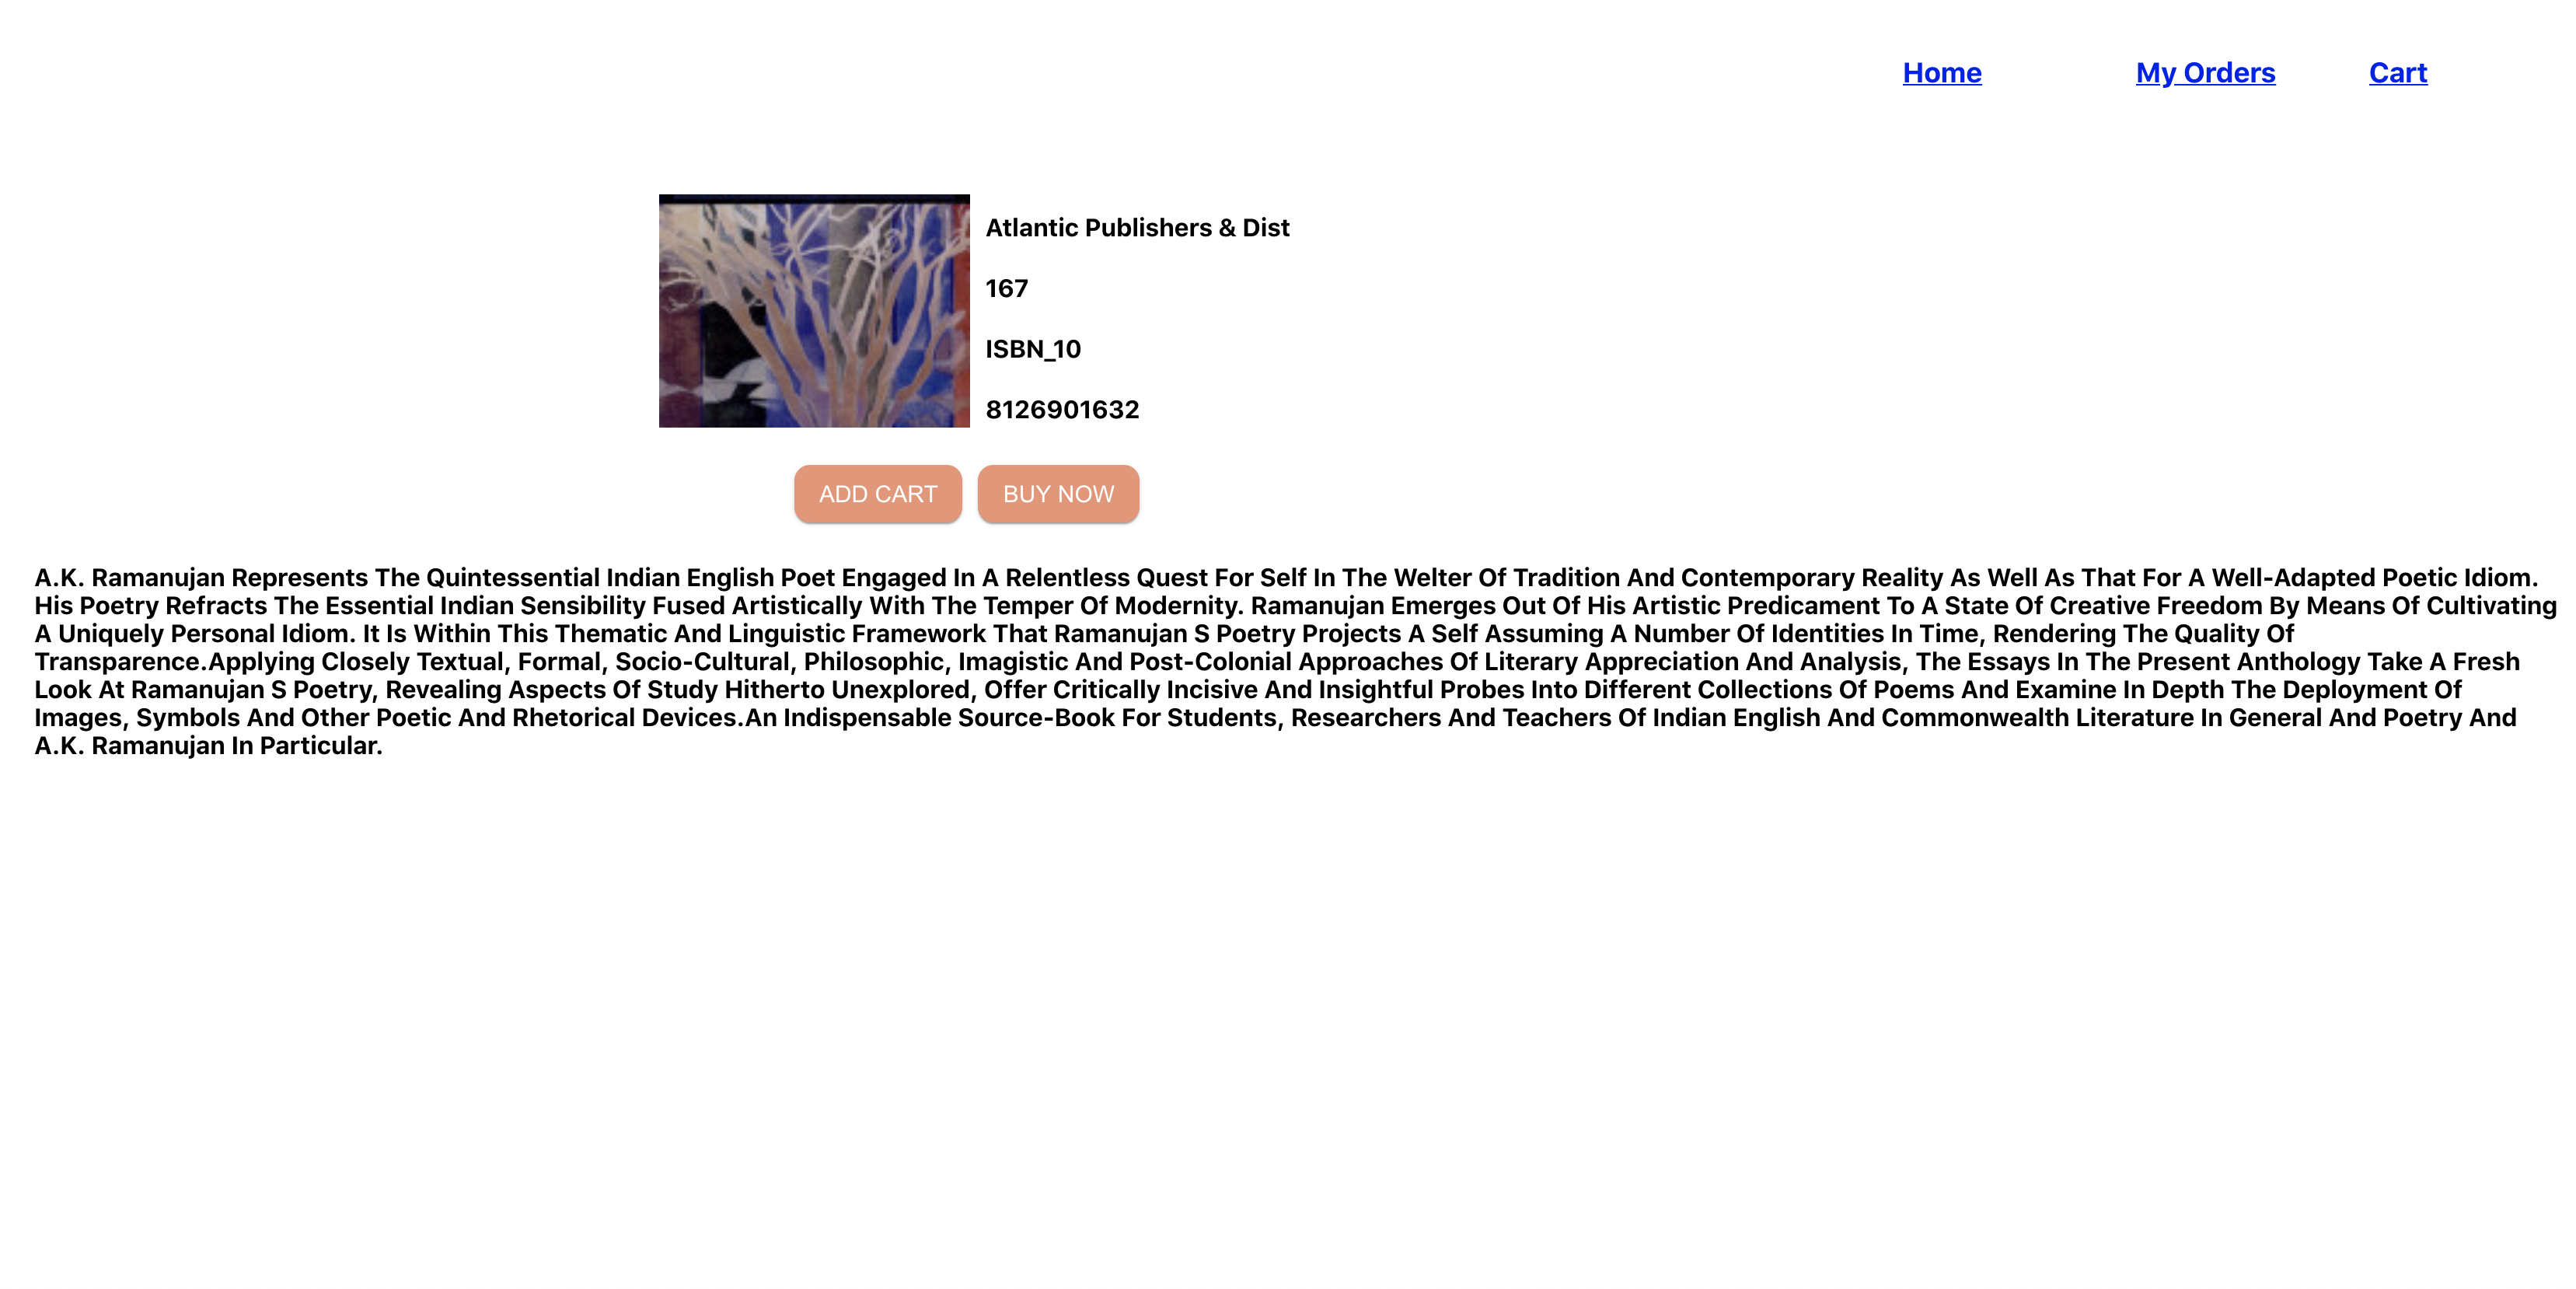 Home My Orders Cart
Atlantic Publishers & Dist
167
ISBN_10
8126901632
ADD CART BUY NOW
A.K. Ramanujan Represents The Quintessential Indian English Poet Engaged In A Relentless Quest For Self In The Welter Of Tradition And Contemporary Reality As Well As That For A Well-Adapted Poetic Idiom.
His Poetry Refracts The Essential Indian Sensibility Fused Artistically With The Temper Of Modernity. Ramanujan Emerges Out Of His Artistic Predicament To A State Of Creative Freedom By Means Of Cultivating
A Uniquely Personal Idiom. It Is Within This Thematic And Linguistic Framework That Ramanujan S Poetry Projects A Self Assuming A Number Of Identities In Time, Rendering The Quality Of
Transparence.Applying Closely Textual, Formal, Socio-Cultural, Philosophic, Imagistic And Post-Colonial Approaches Of Literary Appreciation And Analysis, The Essays In The Present Anthology Take A Fresh
Look At Ramanujan S Poetry, Revealing Aspects Of Study Hitherto Unexplored, Offer Critically Incisive And Insightful Probes Into Different Collections Of Poems And Examine In Depth The Deployment Of
Images, Symbols And Other Poetic And Rhetorical Devices.An Indispensable Source-Book For Students, Researchers And Teachers Of Indian English And Commonwealth Literature In General And Poetry And
A.K. Ramanujan In Particular.